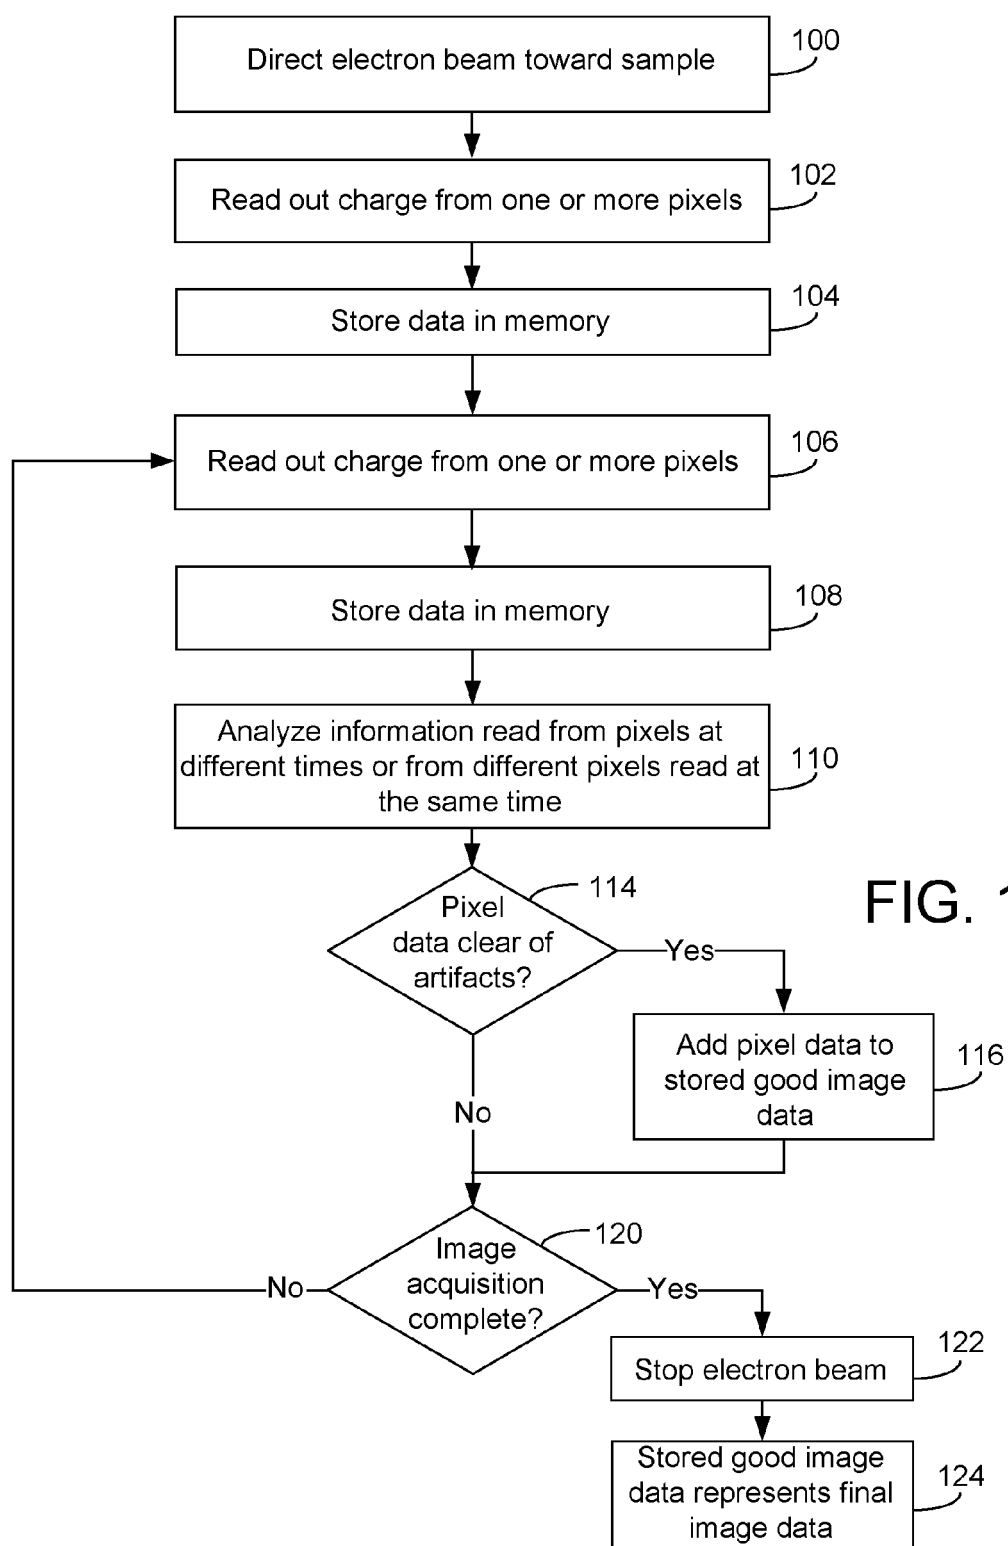 Direct electron beam toward sample
100
Read out charge from one or more pixels
102
Store data in memory
104
Read out charge from one or more pixels
106
Store data in memory
108
Analyze information read from pixels at
different times or from different pixels read at
the same time
110
Pixel
data clear of
artifacts?
114
FIG. 1
Yes
Add pixel data to
stored good image
data
116
No
Image
acquisition
complete?
120
No
Yes
Stop electron beam
122
Stored good image
data represents final
image data
124